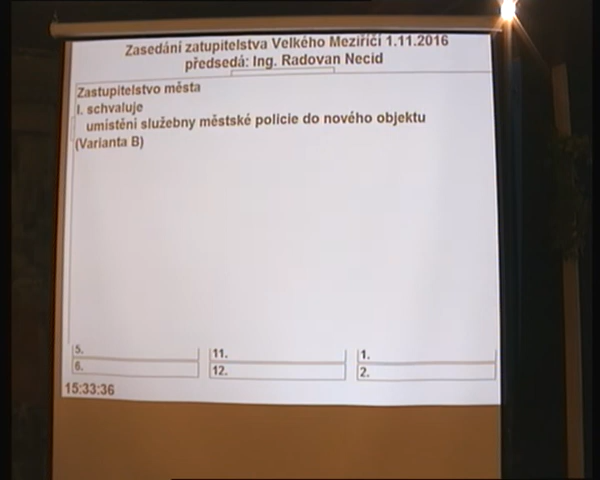 Zasedání zatupitelstva Velkého Meziříčí 1.11.2016
předsedá: Ing. Radovan Necid
Zastupitelstvo města
I. schvaluje
umístění služebny městské policie do nového objektu
(Varianta B)
5. 11. 1.
6. 12. 2.
15:33:36